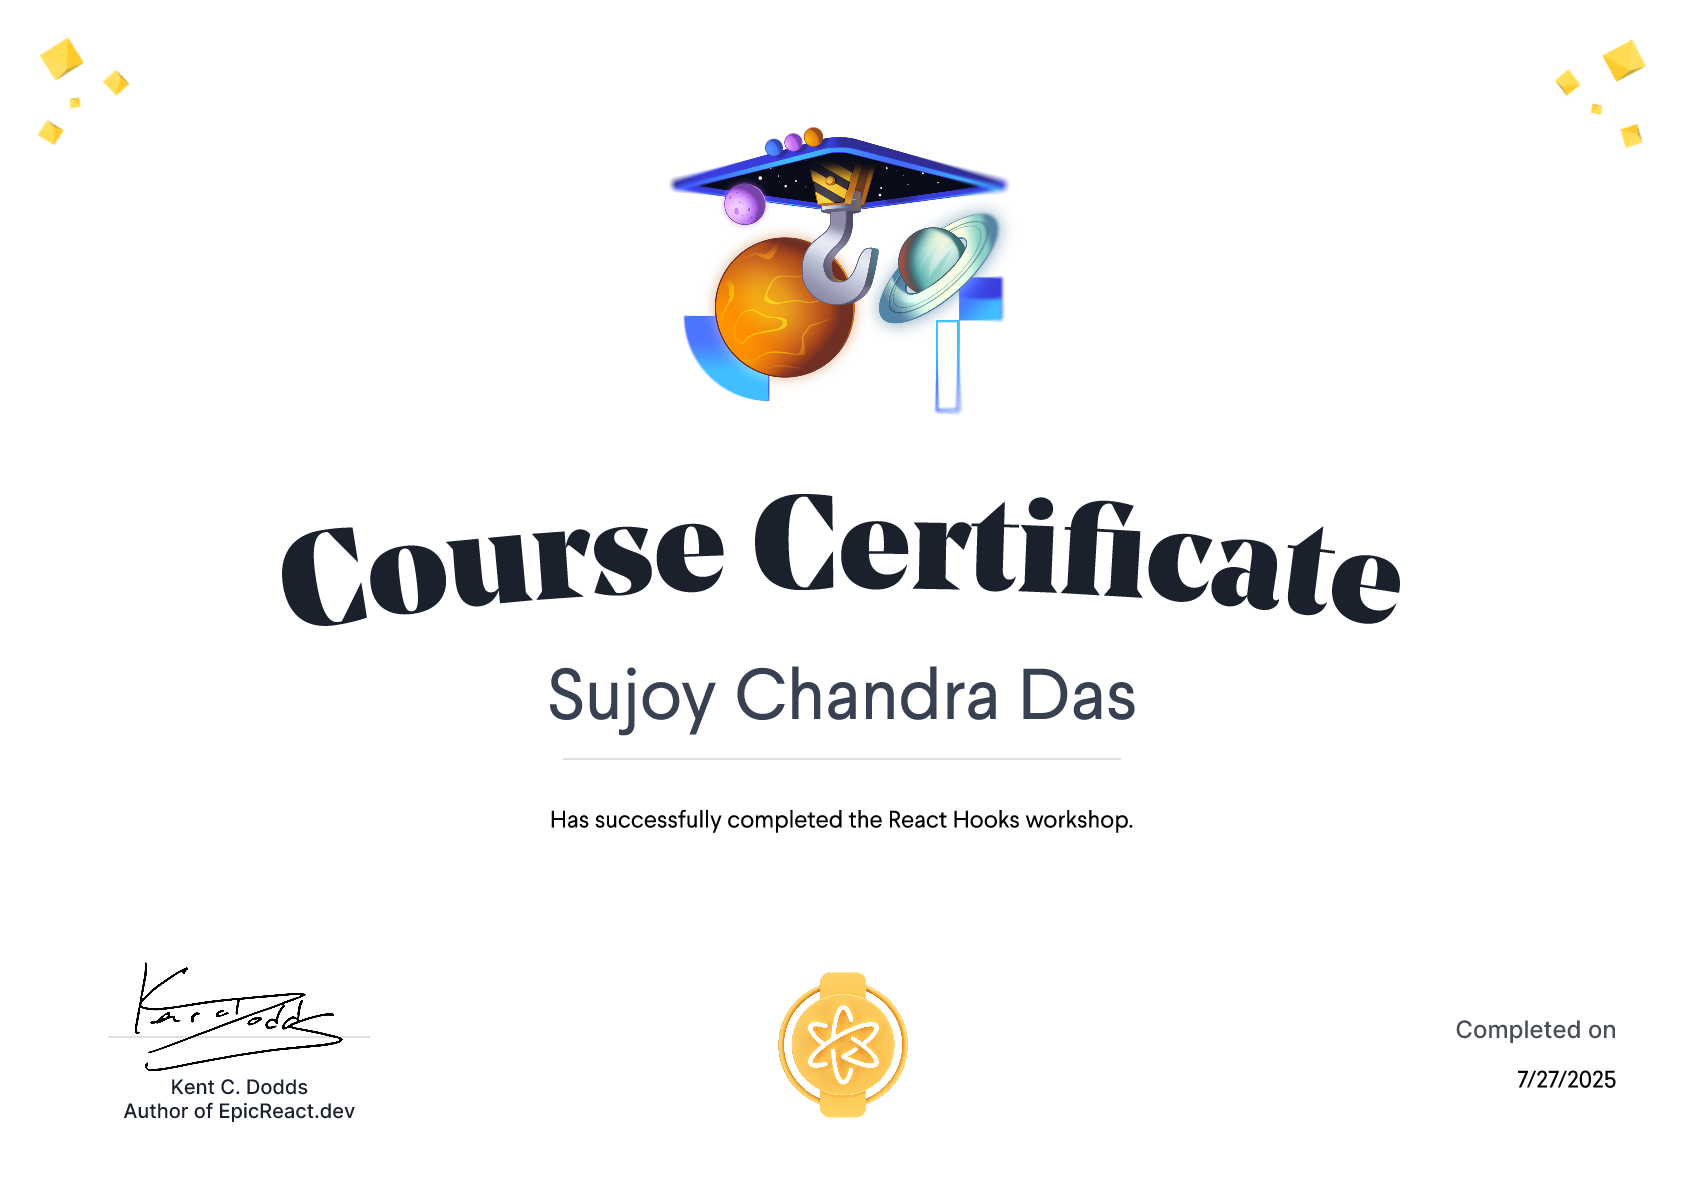 Course Certificate
Sujoy Chandra Das
Has successfully completed the React Hooks workshop.
Kent C. Dodds
Kent C. Dodds
Author of EpicReact.dev
Completed on
7/27/2025